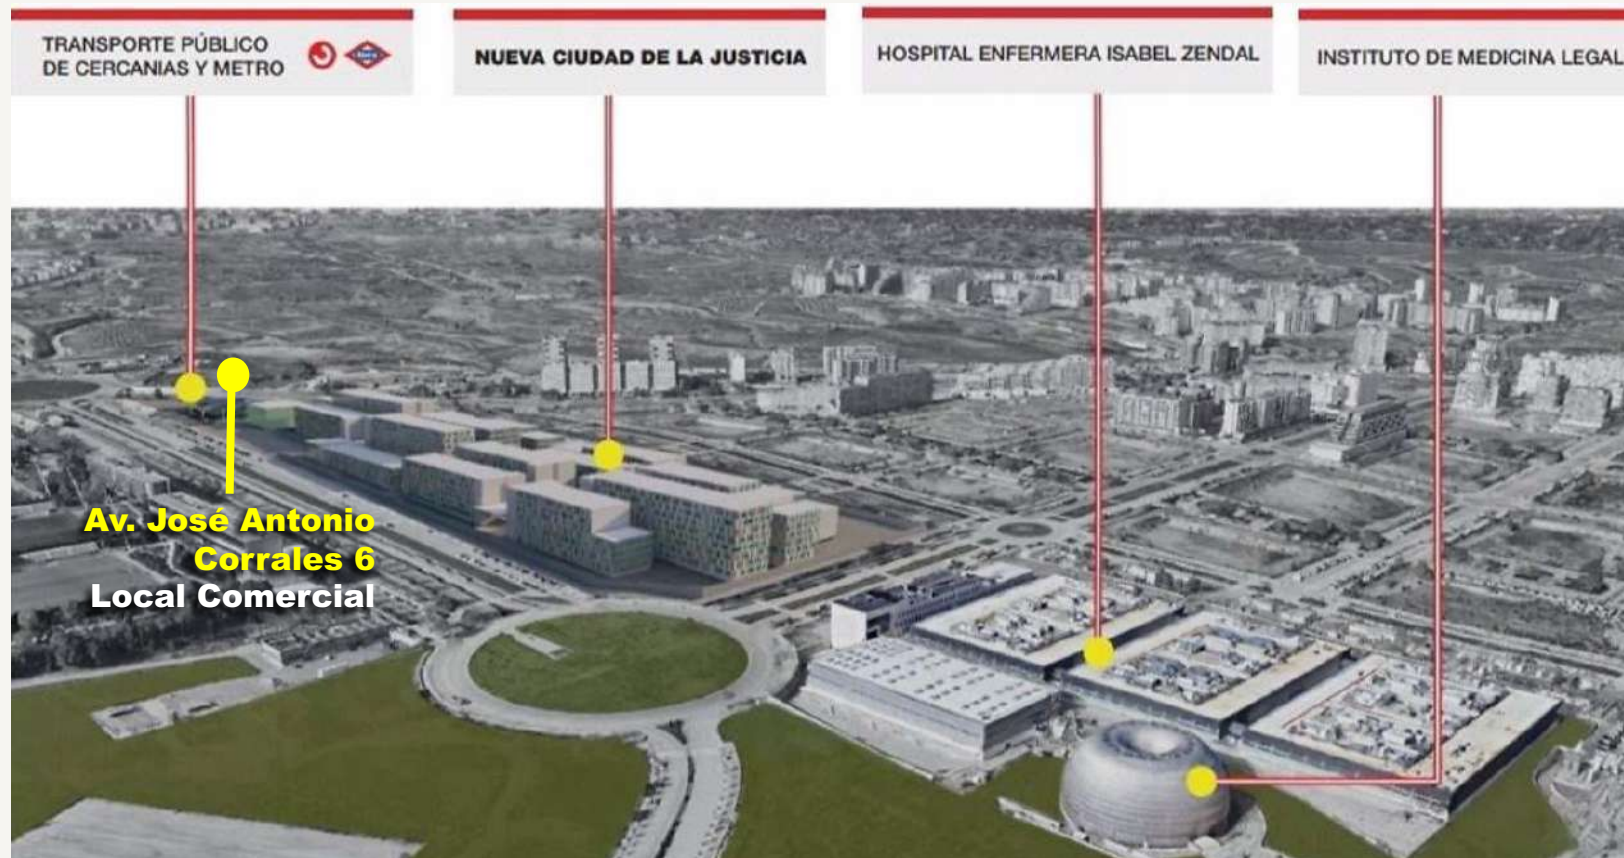 TRANSPORTE PÚBLICO
DE CERCANIAS Y METRO
NUEVA CIUDAD DE LA JUSTICIA
HOSPITAL ENFERMERA ISABEL ZENDAL
INSTITUTO DE MEDICINA LEGAL
Av. José Antonio
Corrales 6
Local Comercial